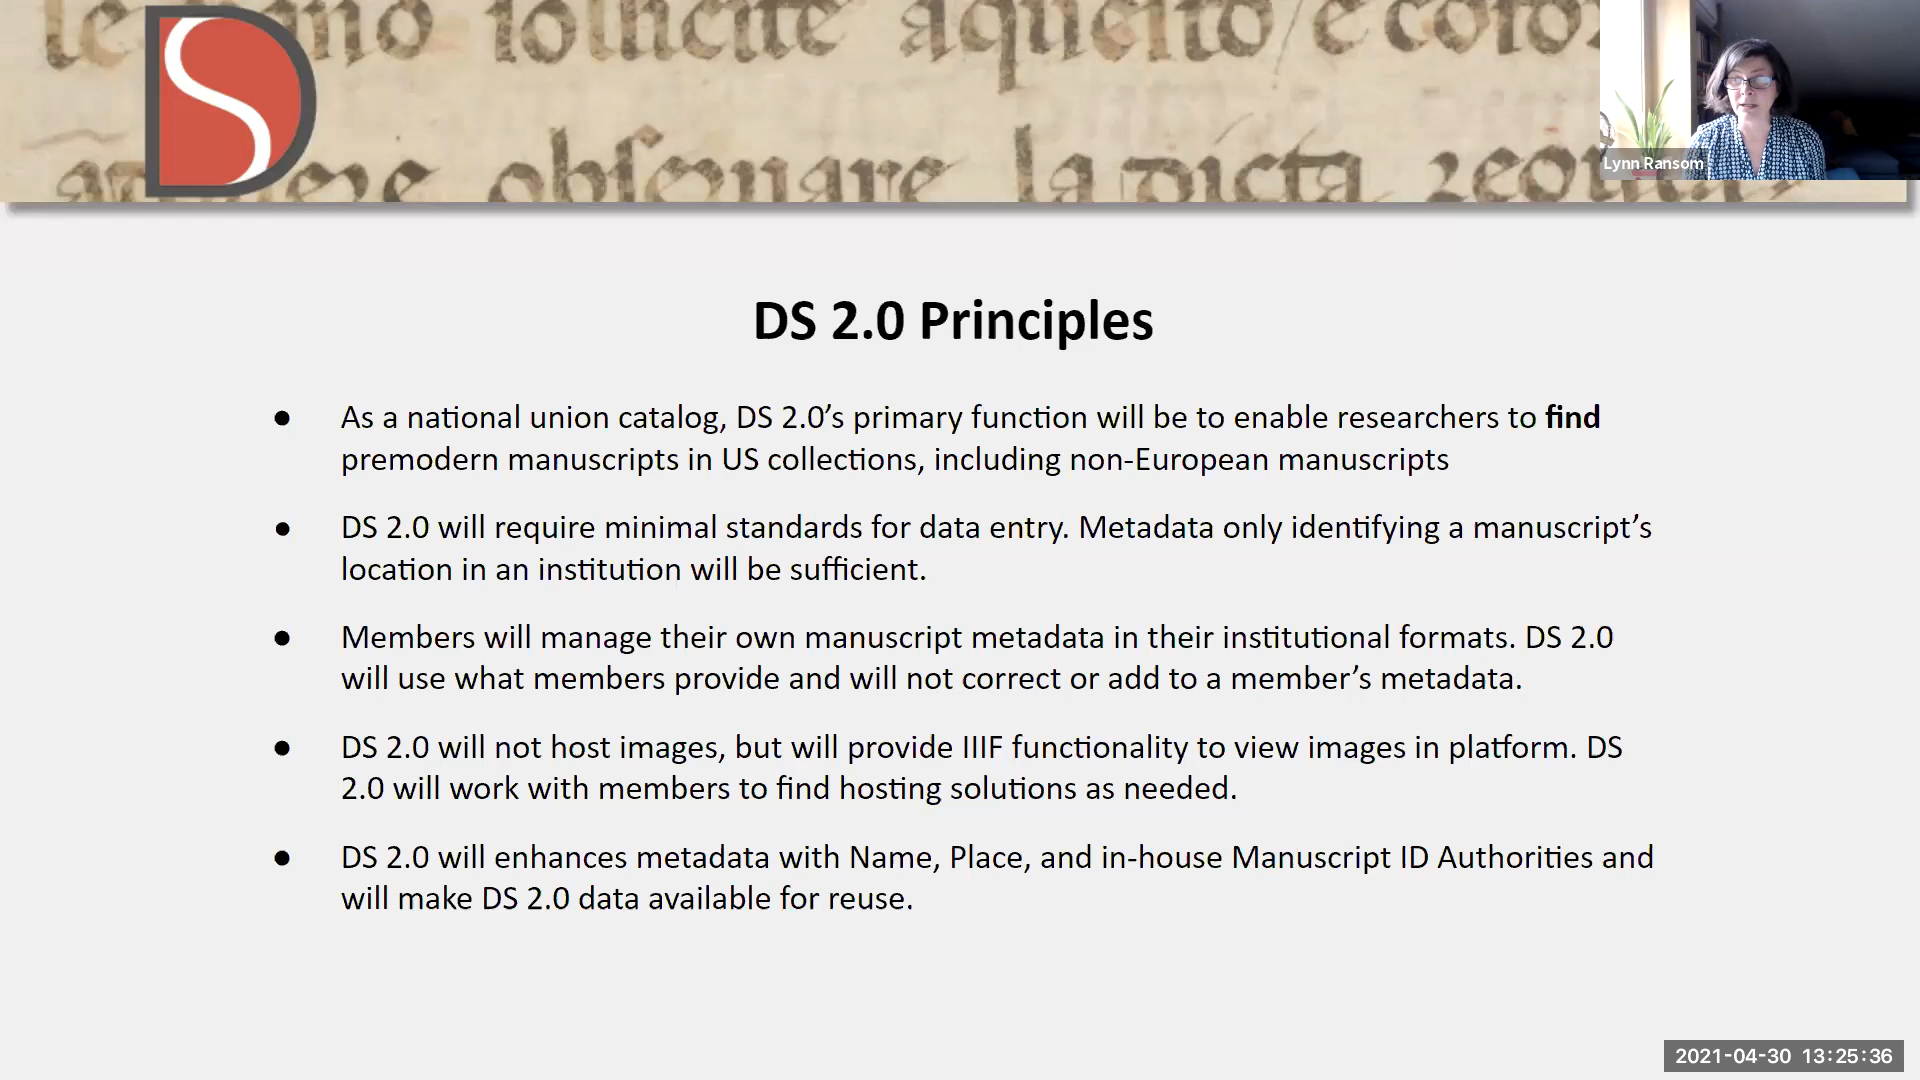 Lynn Ransom
DS 2.0 Principles
● As a national union catalog, DS 2.0’s primary function will be to enable researchers to find
premodern manuscripts in US collections, including non-European manuscripts
● DS 2.0 will require minimal standards for data entry. Metadata only identifying a manuscript’s
location in an institution will be sufficient.
● Members will manage their own manuscript metadata in their institutional formats. DS 2.0
will use what members provide and will not correct or add to a member’s metadata.
● DS 2.0 will not host images, but will provide IIIF functionality to view images in platform. DS
2.0 will work with members to find hosting solutions as needed.
● DS 2.0 will enhances metadata with Name, Place, and in-house Manuscript ID Authorities and
will make DS 2.0 data available for reuse.
2021-04-30 13:25:36